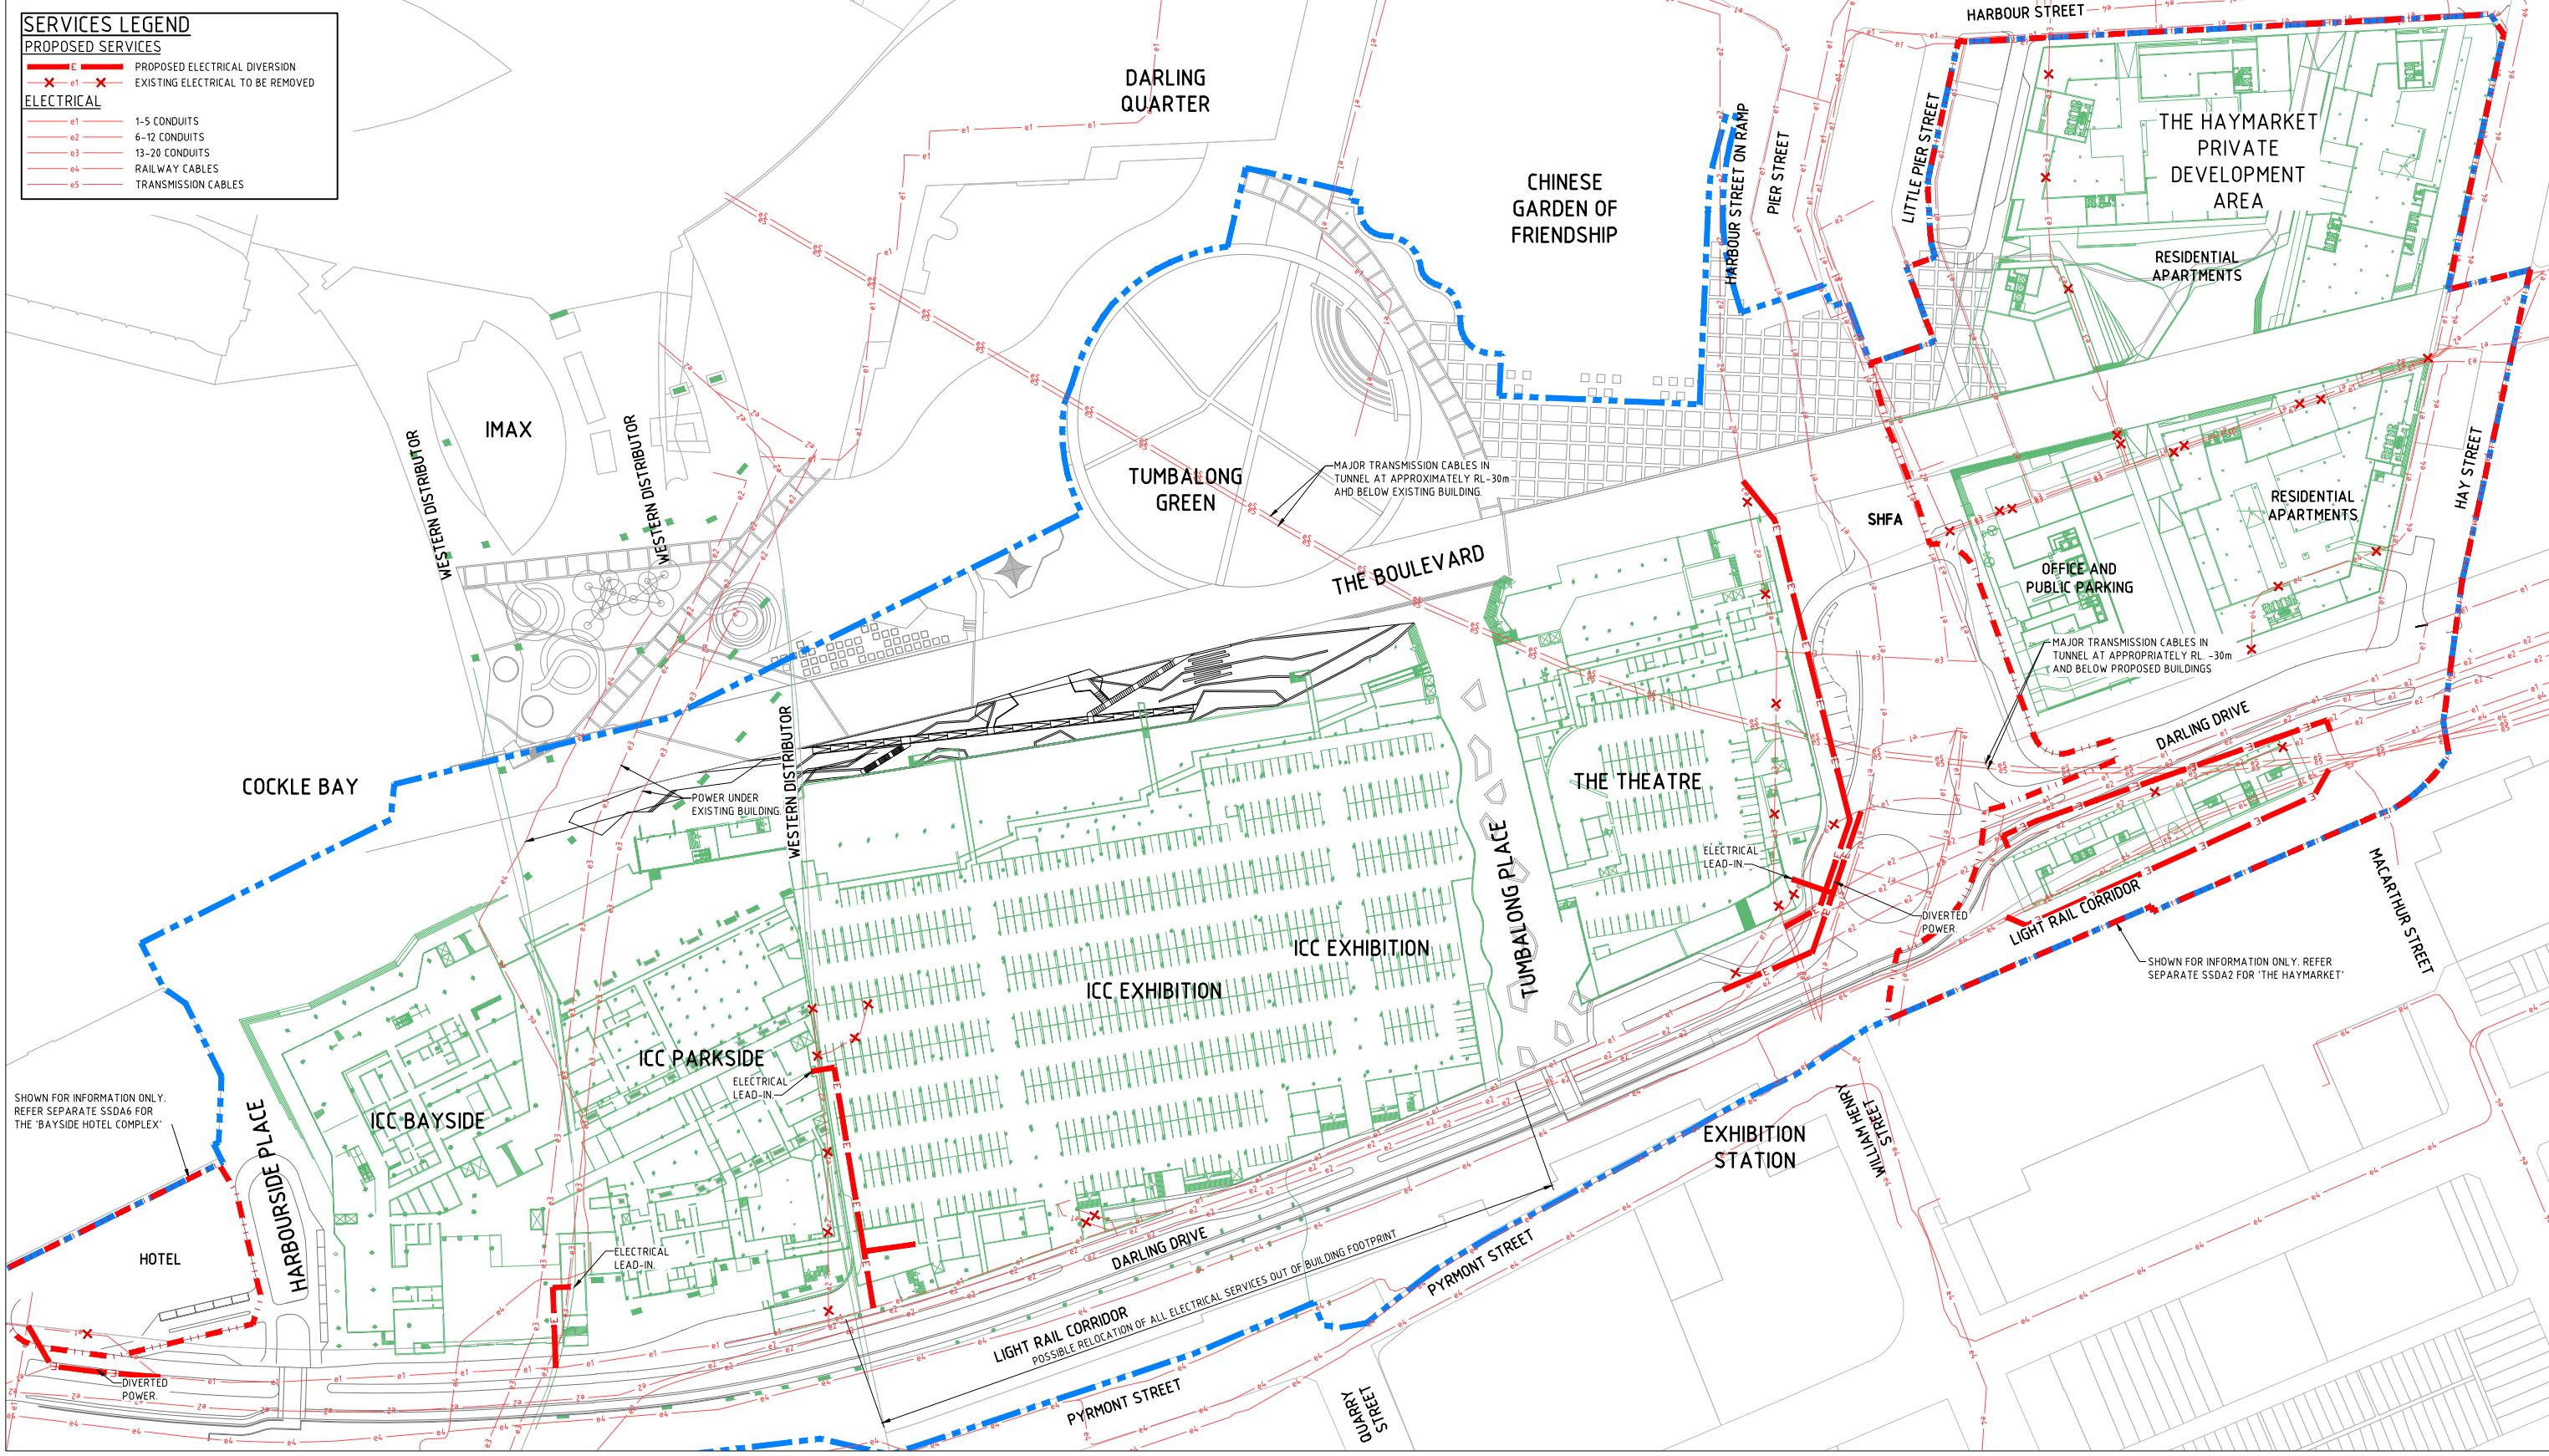 SERVICES LEGEND
PROPOSED SERVICES
E PROPOSED ELECTRICAL DIVERSION
e1 EXISTING ELECTRICAL TO BE REMOVED
ELECTRICAL
e1 1-5 CONDUITS
e2 6-12 CONDUITS
e3 13-20 CONDUITS
e4 RAILWAY CABLES
e5 TRANSMISSION CABLES
HARBOUR STREET
DARLING
QUARTER
CHINESE
GARDEN OF
FRIENDSHIP
HARBOUR STREET ON RAMP
PIER STREET
LITTLE PIER STREET
THE HAYMARKET
PRIVATE
DEVELOPMENT
AREA
RESIDENTIAL
APARTMENTS
IMAX
WESTERN DISTRIBUTOR
WESTERN DISTRIBUTOR
TUMBALONG
GREEN
MAJOR TRANSMISSION CABLES IN
TUNNEL AT APPROXIMATELY RL-30m
AHD BELOW EXISTING BUILDING.
THE BOULEVARD
SHFA
RESIDENTIAL
APARTMENTS
HAY STREET
OFFICE AND
PUBLIC PARKING
MAJOR TRANSMISSION CABLES IN
TUNNEL AT APPROPRIATELY RL. -30m
AND BELOW PROPOSED BUILDINGS
DARLING DRIVE
COCKLE BAY
POWER UNDER
EXISTING BUILDING.
WESTERN DISTRIBUTOR
THE THEATRE
TUMBALONG PLACE
ELECTRICAL
LEAD-IN.
DIVERTED
POWER.
LIGHT RAIL CORRIDOR
MACARTHUR STREET
SHOWN FOR INFORMATION ONLY. REFER
SEPARATE SSDA2 FOR 'THE HAYMARKET'
ICC EXHIBITION
ICC EXHIBITION
ICC PARKSIDE
ELECTRICAL
LEAD-IN.
ICC BAYSIDE
SHOWN FOR INFORMATION ONLY.
REFER SEPARATE SSDA6 FOR
THE 'BAYSIDE HOTEL COMPLEX'
HARBOURSIDE PLACE
HOTEL
EXHIBITION
STATION
WILLIAM HENRY
STREET
ELECTRICAL
LEAD-IN.
DARLING DRIVE
PYRMONT STREET
LIGHT RAIL CORRIDOR
POSSIBLE RELOCATION OF ALL ELECTRICAL SERVICES OUT OF BUILDING FOOTPRINT
DIVERTED
POWER.
PYRMONT STREET
QUARRY
STREET